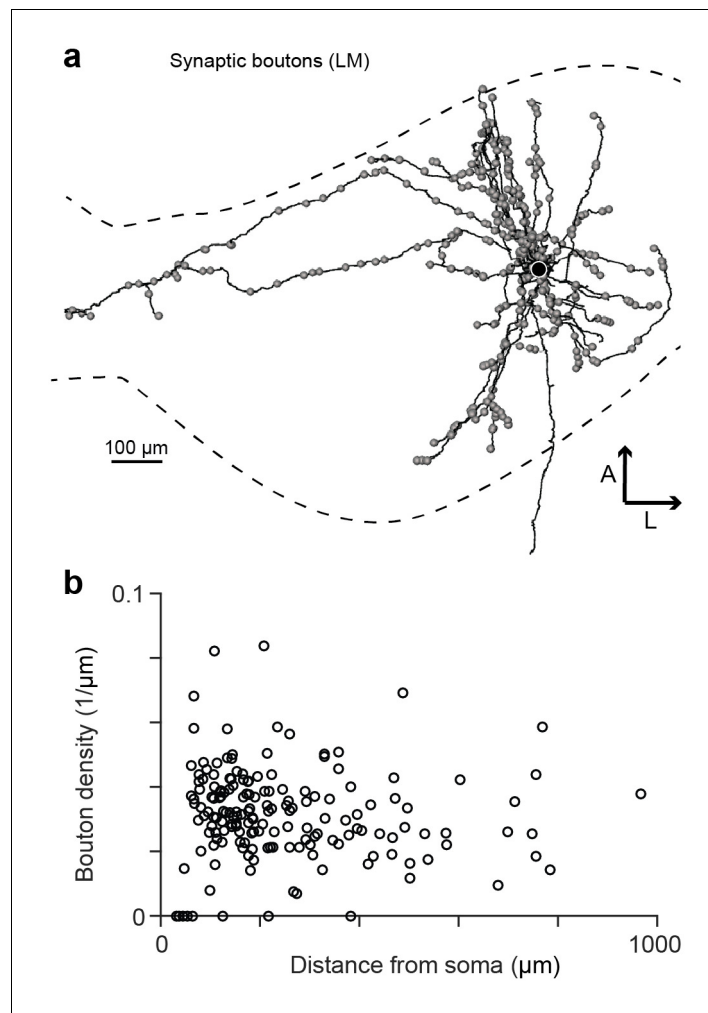 a
Synaptic boutons (LM)
100 µm
A
L
b
0.1
Bouton density (1/µm)
0
0
1000
Distance from soma (µm)